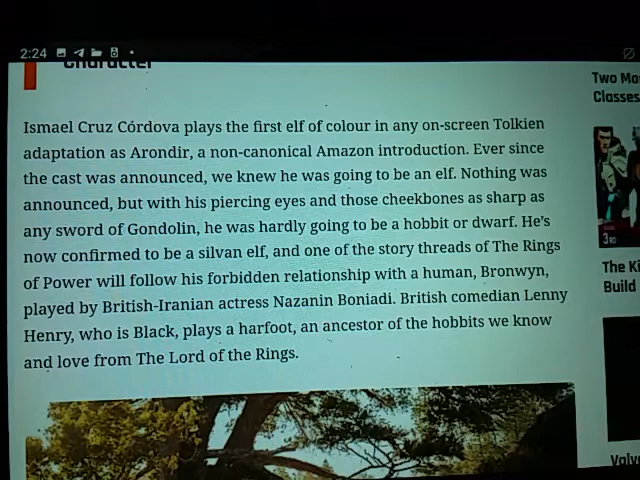 2:24
Character
Ismael Cruz Córdova plays the first elf of colour in any on-screen Tolkien
adaptation as Arondir, a non-canonical Amazon introduction. Ever since
the cast was announced, we knew he was going to be an elf. Nothing was
announced, but with his piercing eyes and those cheekbones as sharp as
any sword of Gondolin, he was hardly going to be a hobbit or dwarf. He's
now confirmed to be a silvan elf, and one of the story threads of The Rings
of Power will follow his forbidden relationship with a human, Bronwyn,
played by British-Iranian actress Nazanin Boniadi. British comedian Lenny
Henry, who is Black, plays a harfoot, an ancestor of the hobbits we know
and love from The Lord of the Rings.
Two Mo
Classes
The Ki
Build
Valv